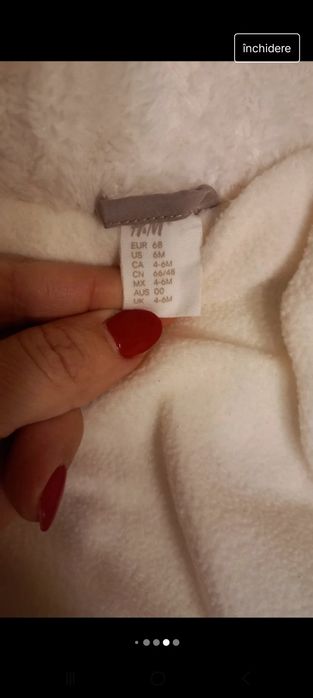 închidere
H&M
EUR 68
US 6M
CA 4-6M
CN 66/48
MX 4-6M
AUS 00
UK 4-6M